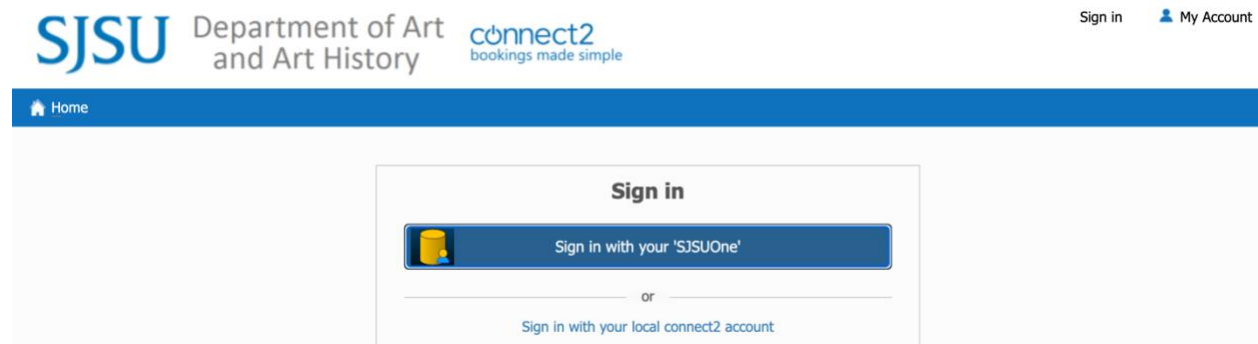 Sign in My Account
SJSU Department of Art
and Art History
connect2
bookings made simple
Home
Sign in
Sign in with your 'SJSUOne'
or
Sign in with your local connect2 account